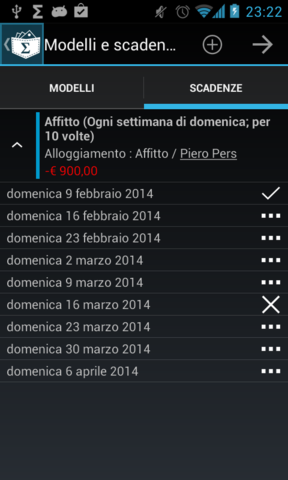 23:22
Modelli e scaden...
MODELLI
SCADENZE
Affitto (Ogni settimana di domenica; per
10 volte)
Alloggiamento : Affitto / Piero Pers
-€ 900,00
domenica 9 febbraio 2014
domenica 16 febbraio 2014
domenica 23 febbraio 2014
domenica 2 marzo 2014
domenica 9 marzo 2014
domenica 16 marzo 2014
domenica 23 marzo 2014
domenica 30 marzo 2014
domenica 6 aprile 2014